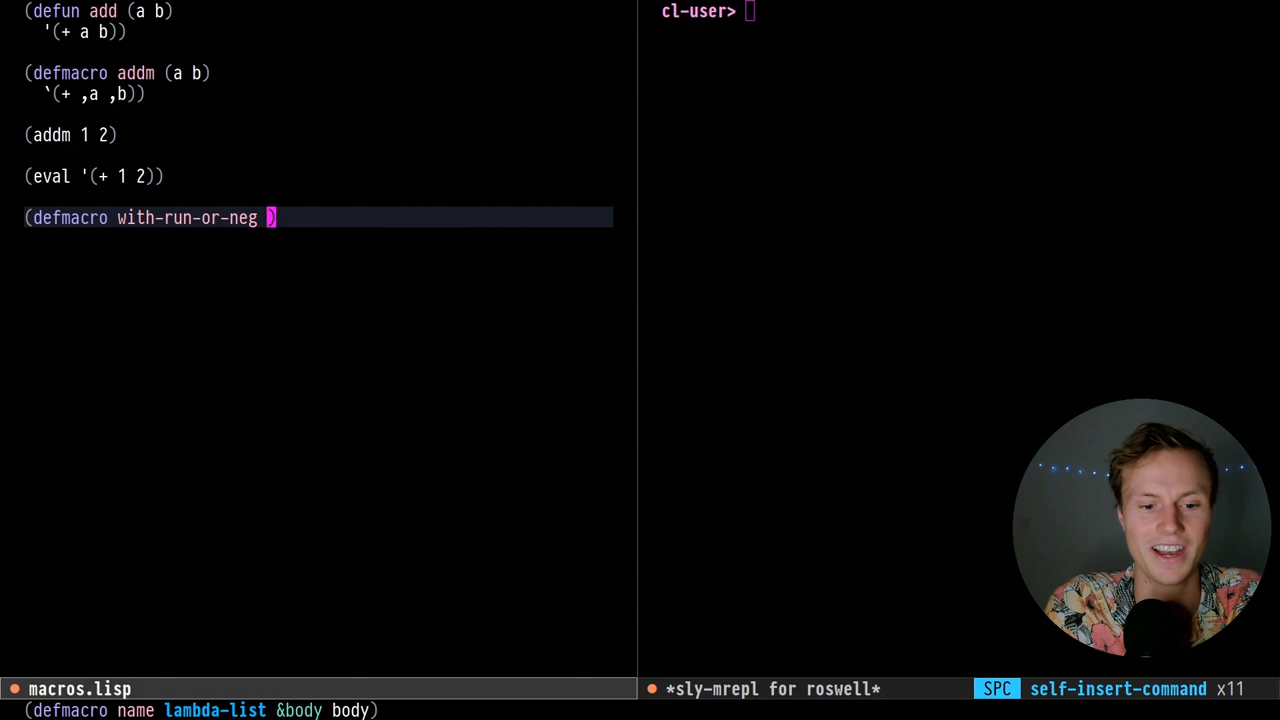 (defun add (a b)
'(+ a b))
(defmacro addm (a b)
`(+ ,a ,b))
(addm 1 2)
(eval '(+ 1 2))
(defmacro with-run-or-neg )
cl-user>
macros.lisp
*sly-mrepl for roswell*
SPC self-insert-command x11
(defmacro name lambda-list &body body)